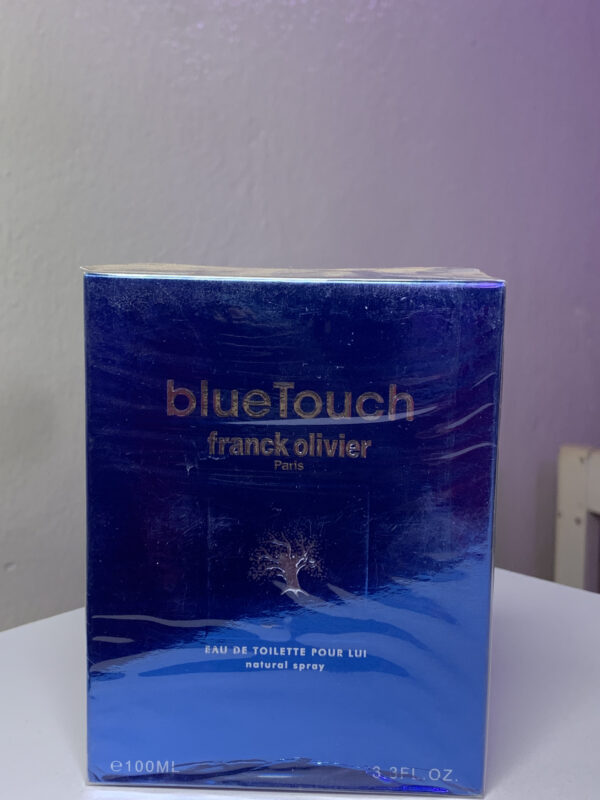 blueTouch
franck olivier
Paris
EAU DE TOILETTE POUR LUI
natural spray
℮100ML
3.3FL.OZ.